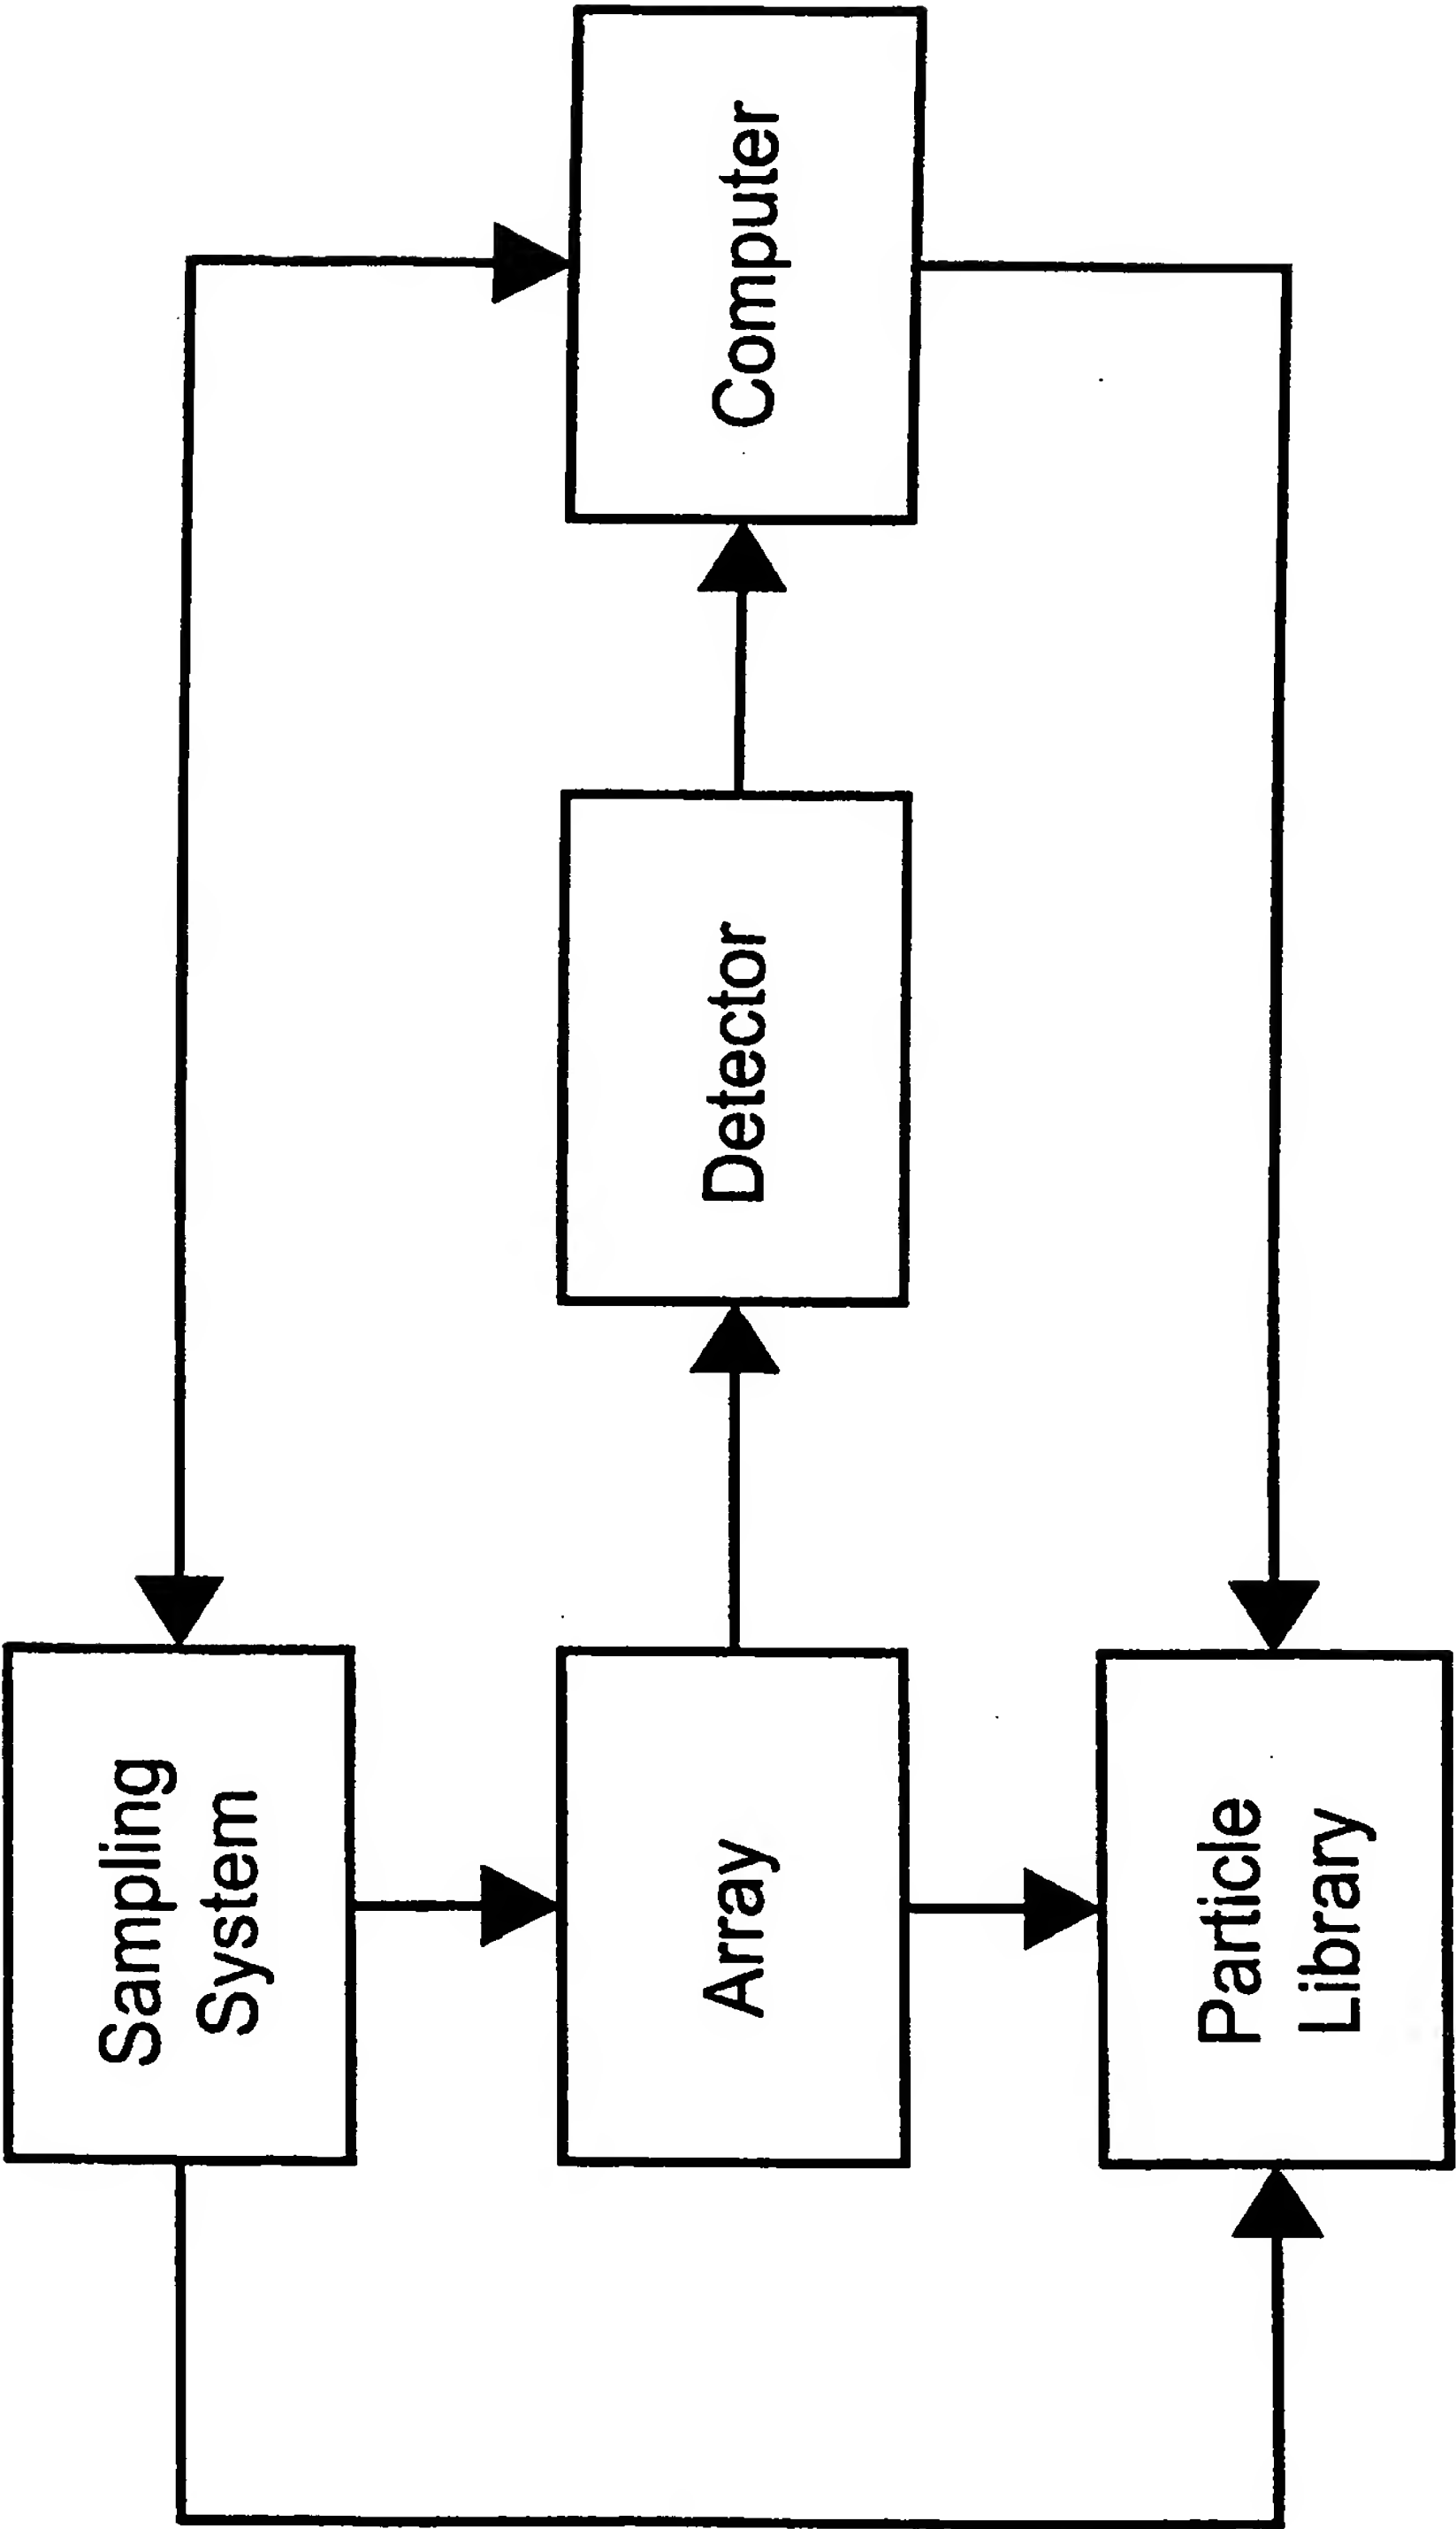 Sampling
System
Array
Particle
Library
Detector
Computer